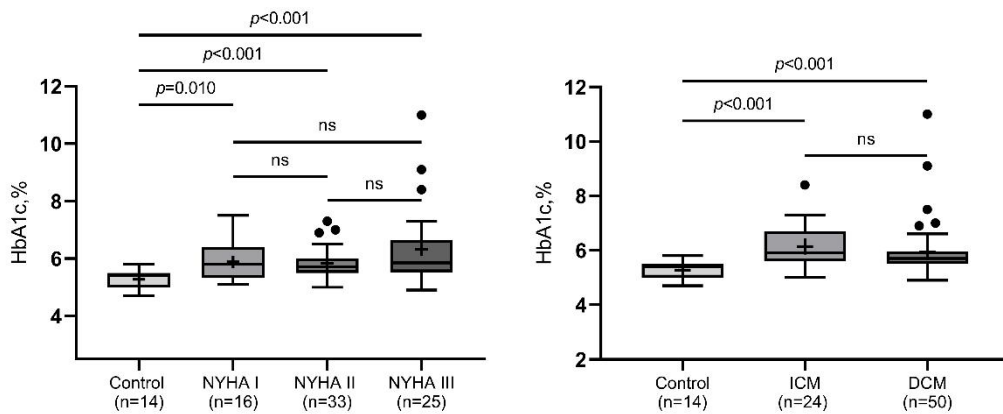 p<0.001
p<0.001
p=0.010
ns
ns
ns
HbA1c,%
12
10
8
6
4
Control
(n=14)
NYHA I
(n=16)
NYHA II
(n=33)
NYHA III
(n=25)
p<0.001
p<0.001
ns
HbA1c,%
12
10
8
6
4
2
Control
(n=14)
ICM
(n=24)
DCM
(n=50)